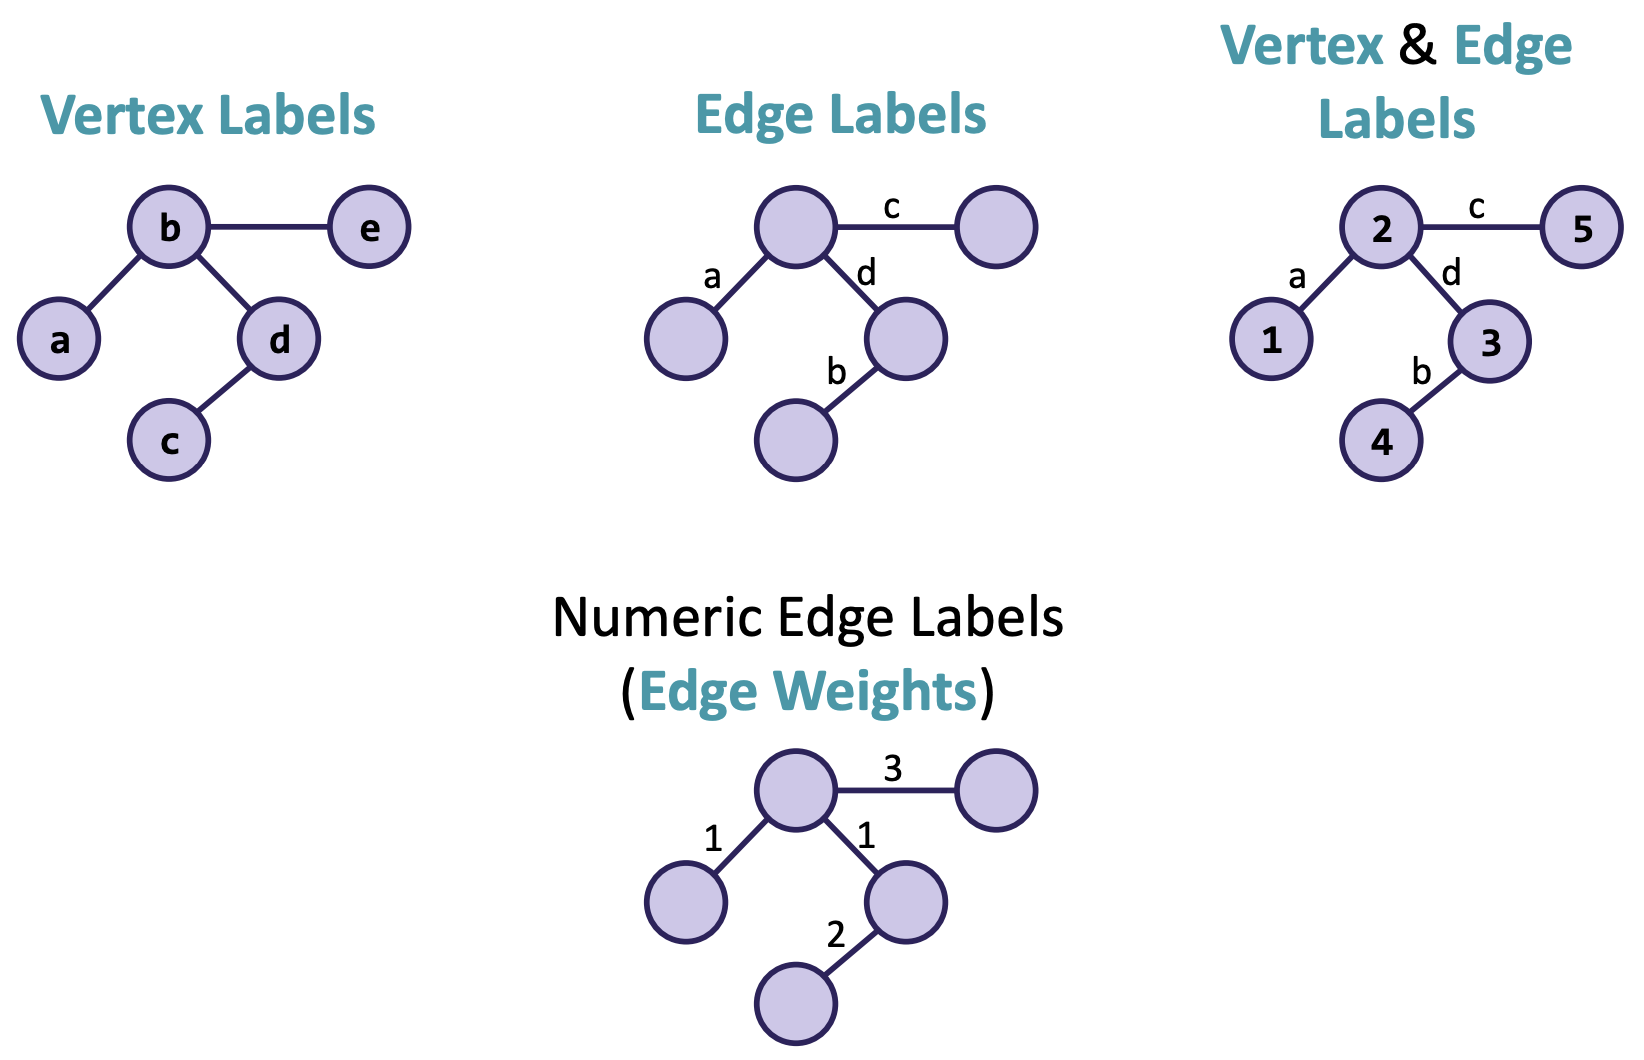 Vertex Labels
b
e
a
d
c
Edge Labels
c
a
d
b
Vertex & Edge
Labels
2
c
5
a
d
1
3
b
4
Numeric Edge Labels
(Edge Weights)
3
1
1
2